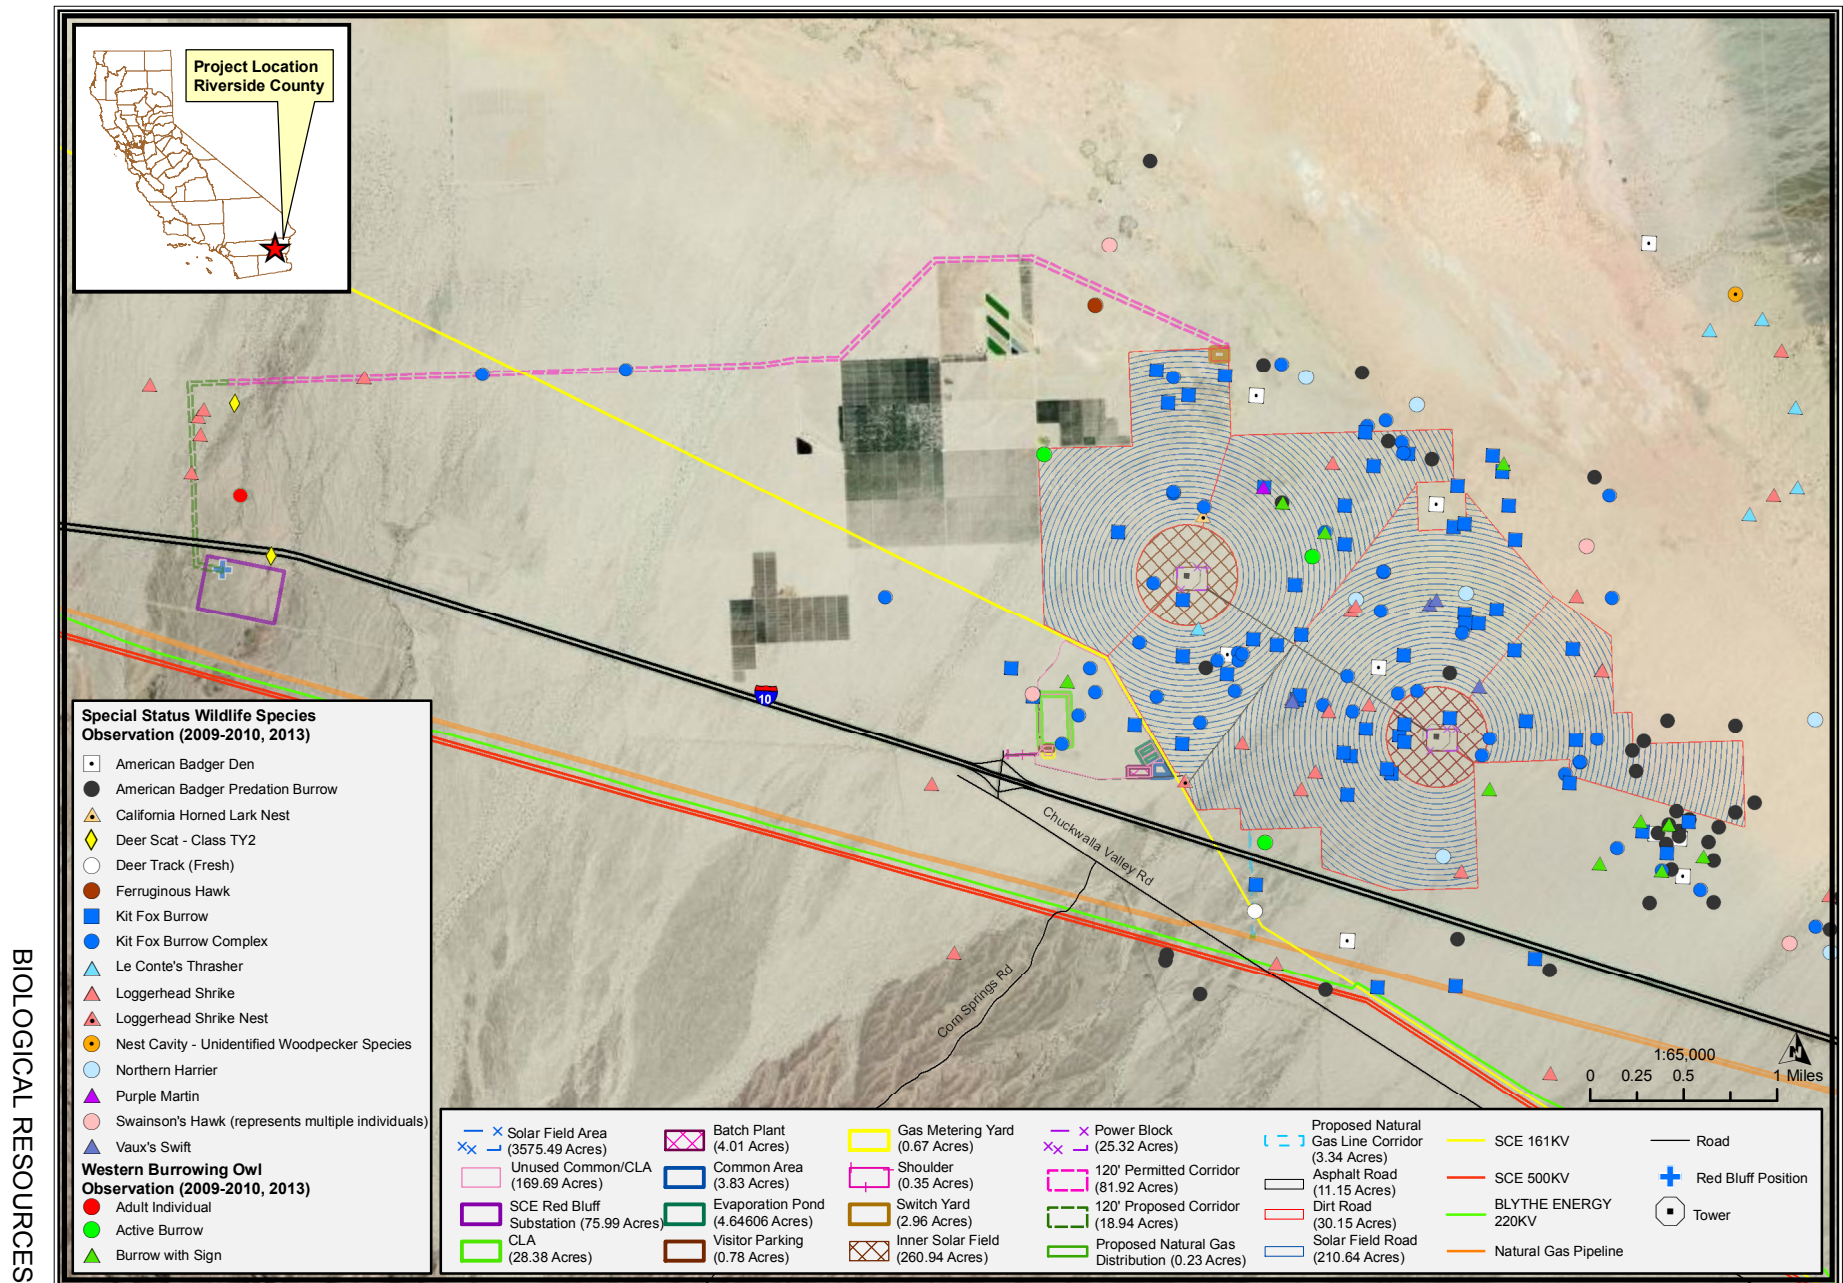 Project Location
Riverside County
10
Chuckwalla Valley Rd
Corn Springs Rd
Special Status Wildlife Species
Observation (2009-2010, 2013)
American Badger Den
American Badger Predation Burrow
California Horned Lark Nest
Deer Scat - Class TY2
Deer Track (Fresh)
Ferruginous Hawk
Kit Fox Burrow
Kit Fox Burrow Complex
Le Conte's Thrasher
Loggerhead Shrike
Loggerhead Shrike Nest
Nest Cavity - Unidentified Woodpecker Species
Northern Harrier
Purple Martin
Swainson's Hawk (represents multiple individuals)
Vaux's Swift
Western Burrowing Owl
Observation (2009-2010, 2013)
Adult Individual
Active Burrow
Burrow with Sign
1:65,000
N
0 0.25 0.5 1 Miles
Solar Field Area
(3575.49 Acres)
Unused Common/CLA
(169.69 Acres)
SCE Red Bluff
Substation (75.99 Acres)
CLA
(28.38 Acres)
Batch Plant
(4.01 Acres)
Common Area
(3.83 Acres)
Evaporation Pond
(4.64606 Acres)
Visitor Parking
(0.78 Acres)
Gas Metering Yard
(0.67 Acres)
Shoulder
(0.35 Acres)
Switch Yard
(2.96 Acres)
Inner Solar Field
(260.94 Acres)
Power Block
(25.32 Acres)
120' Permitted Corridor
(81.92 Acres)
120' Proposed Corridor
(18.94 Acres)
Proposed Natural Gas
Distribution (0.23 Acres)
Proposed Natural
Gas Line Corridor
(3.34 Acres)
Asphalt Road
(11.15 Acres)
Dirt Road
(30.15 Acres)
Solar Field Road
(210.64 Acres)
SCE 161KV
SCE 500KV
BLYTHE ENERGY
220KV
Natural Gas Pipeline
Road
Red Bluff Position
Tower
BIOLOGICAL RESOURCES